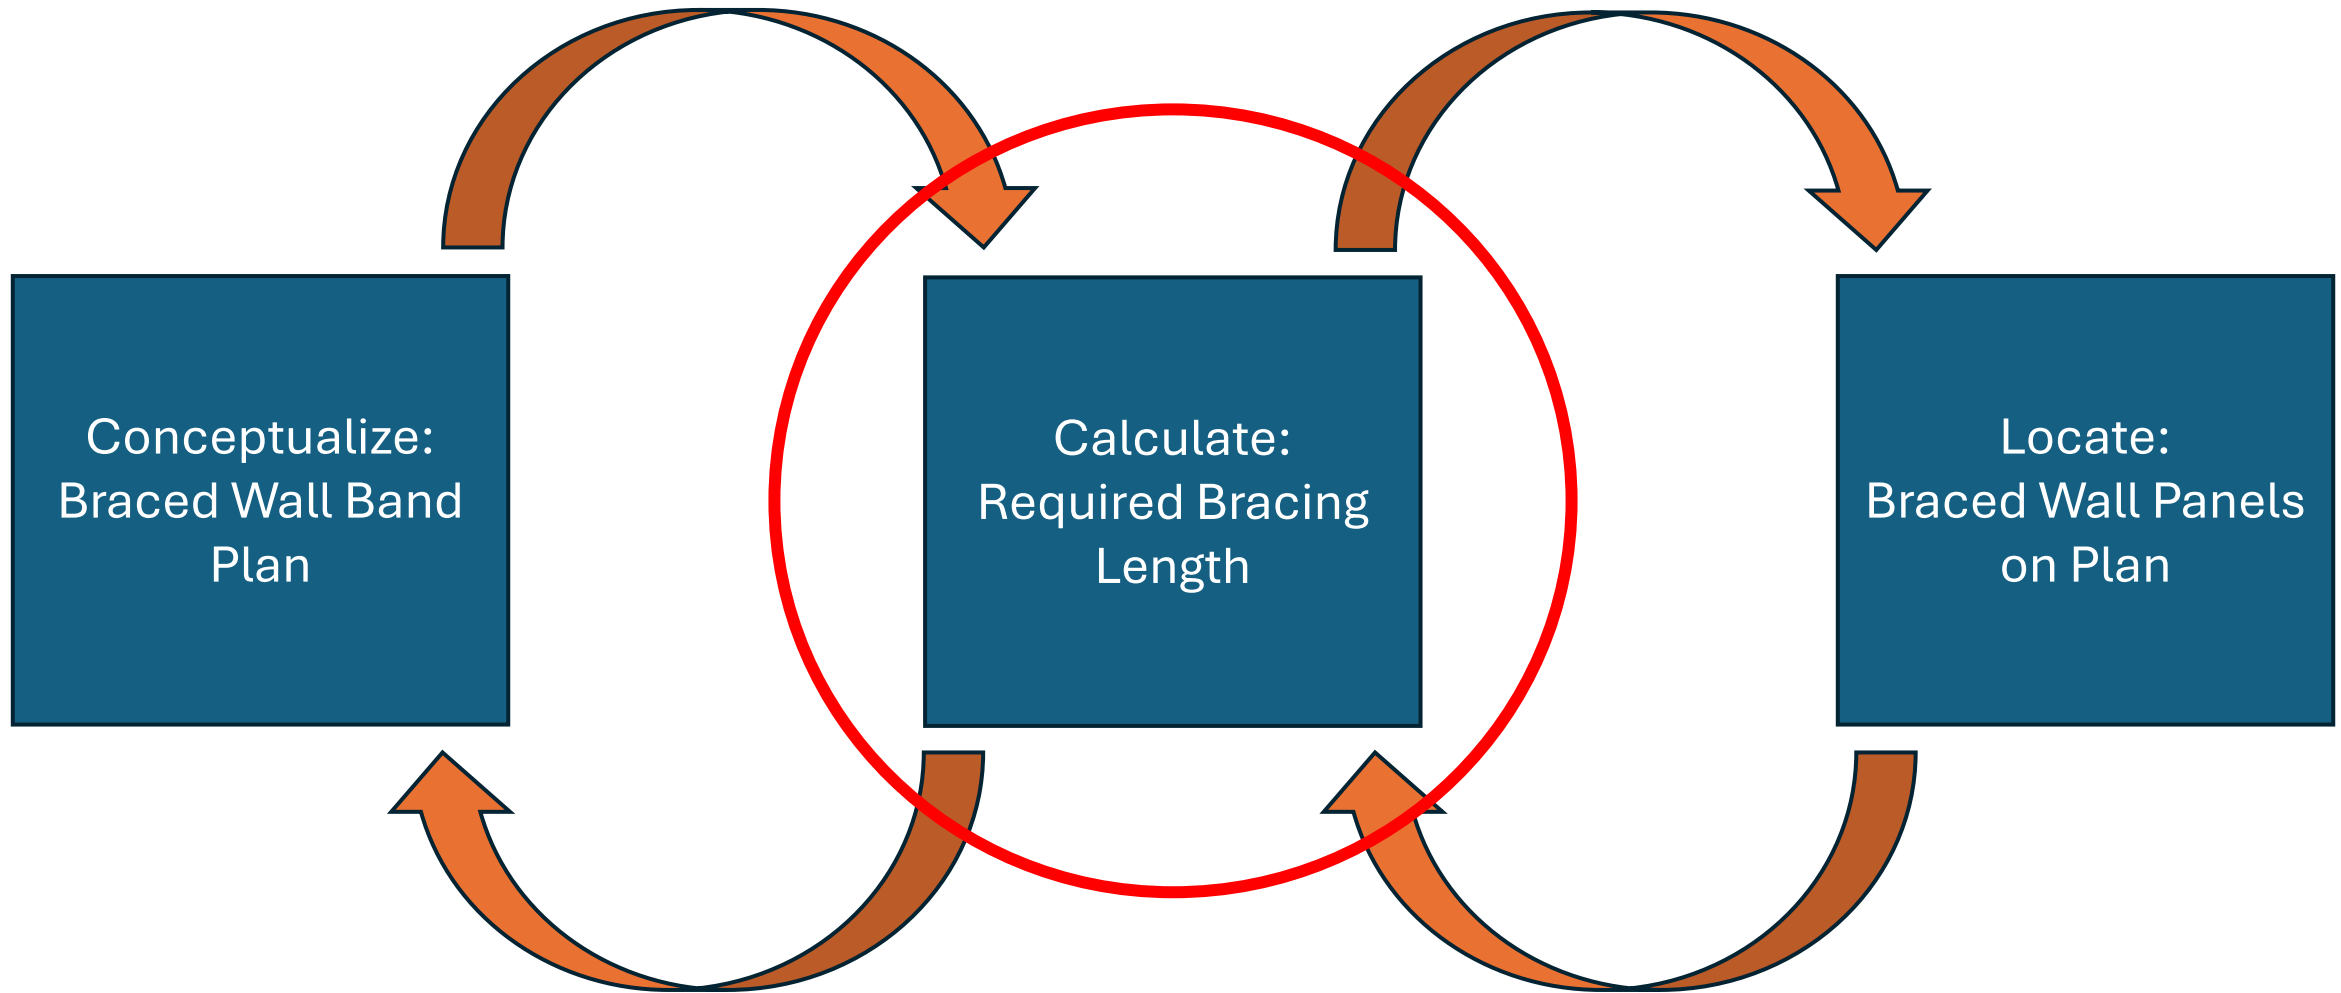 Conceptualize:
Braced Wall Band
Plan
Calculate:
Required Bracing
Length
Locate:
Braced Wall Panels
on Plan